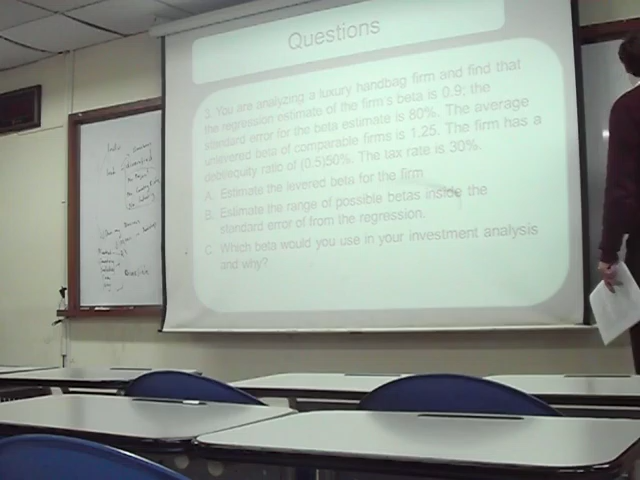 Questions
3. You are analyzing a luxury handbag firm and find that
the regression estimate of the firm's beta is 0.9; the
standard error for the beta estimate is 80%. The average
unlevered beta of comparable firms is 1.25. The firm has a
debt/equity ratio of (0.5)50%. The tax rate is 30%.
A. Estimate the levered beta for the firm
B. Estimate the range of possible betas inside the
standard error of from the regression.
C. Which beta would you use in your investment analysis
and why?